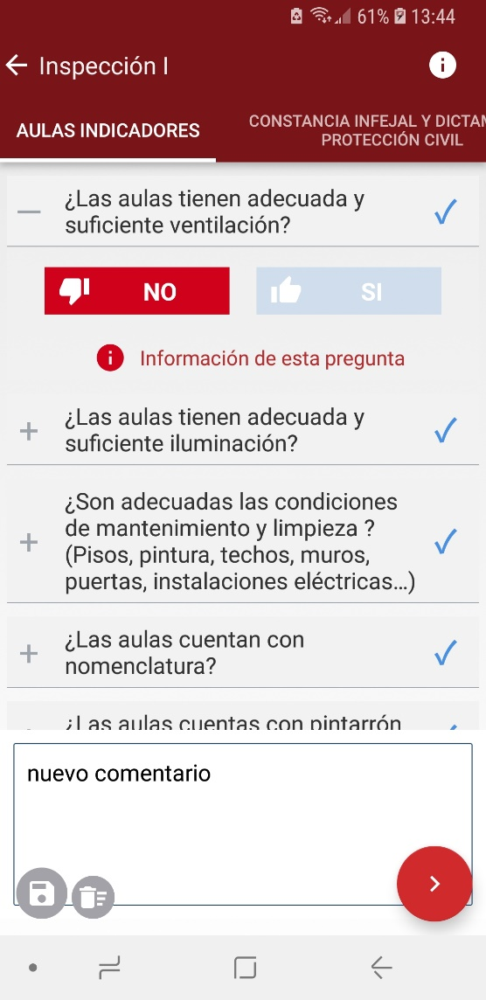 61% 13:44
Inspección I
AULAS INDICADORES
CONSTANCIA INFEJAL Y DICTAM
PROTECCIÓN CIVIL
¿Las aulas tienen adecuada y
suficiente ventilación?
NO
SI
Información de esta pregunta
¿Las aulas tienen adecuada y
suficiente iluminación?
¿Son adecuadas las condiciones
de mantenimiento y limpieza ?
(Pisos, pintura, techos, muros,
puertas, instalaciones eléctricas...)
¿Las aulas cuentan con
nomenclatura?
¿Las aulas cuentas con pintarrón
nuevo comentario